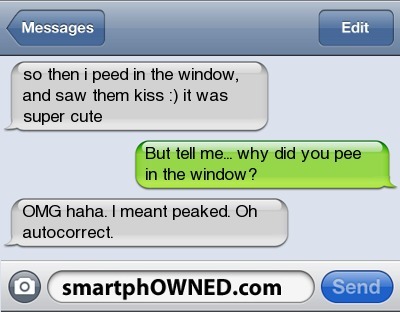 Messages
Edit
so then i peed in the window,
and saw them kiss :) it was
super cute
But tell me... why did you pee
in the window?
OMG haha. I meant peaked. Oh
autocorrect.
smartphOWNED.com
Send